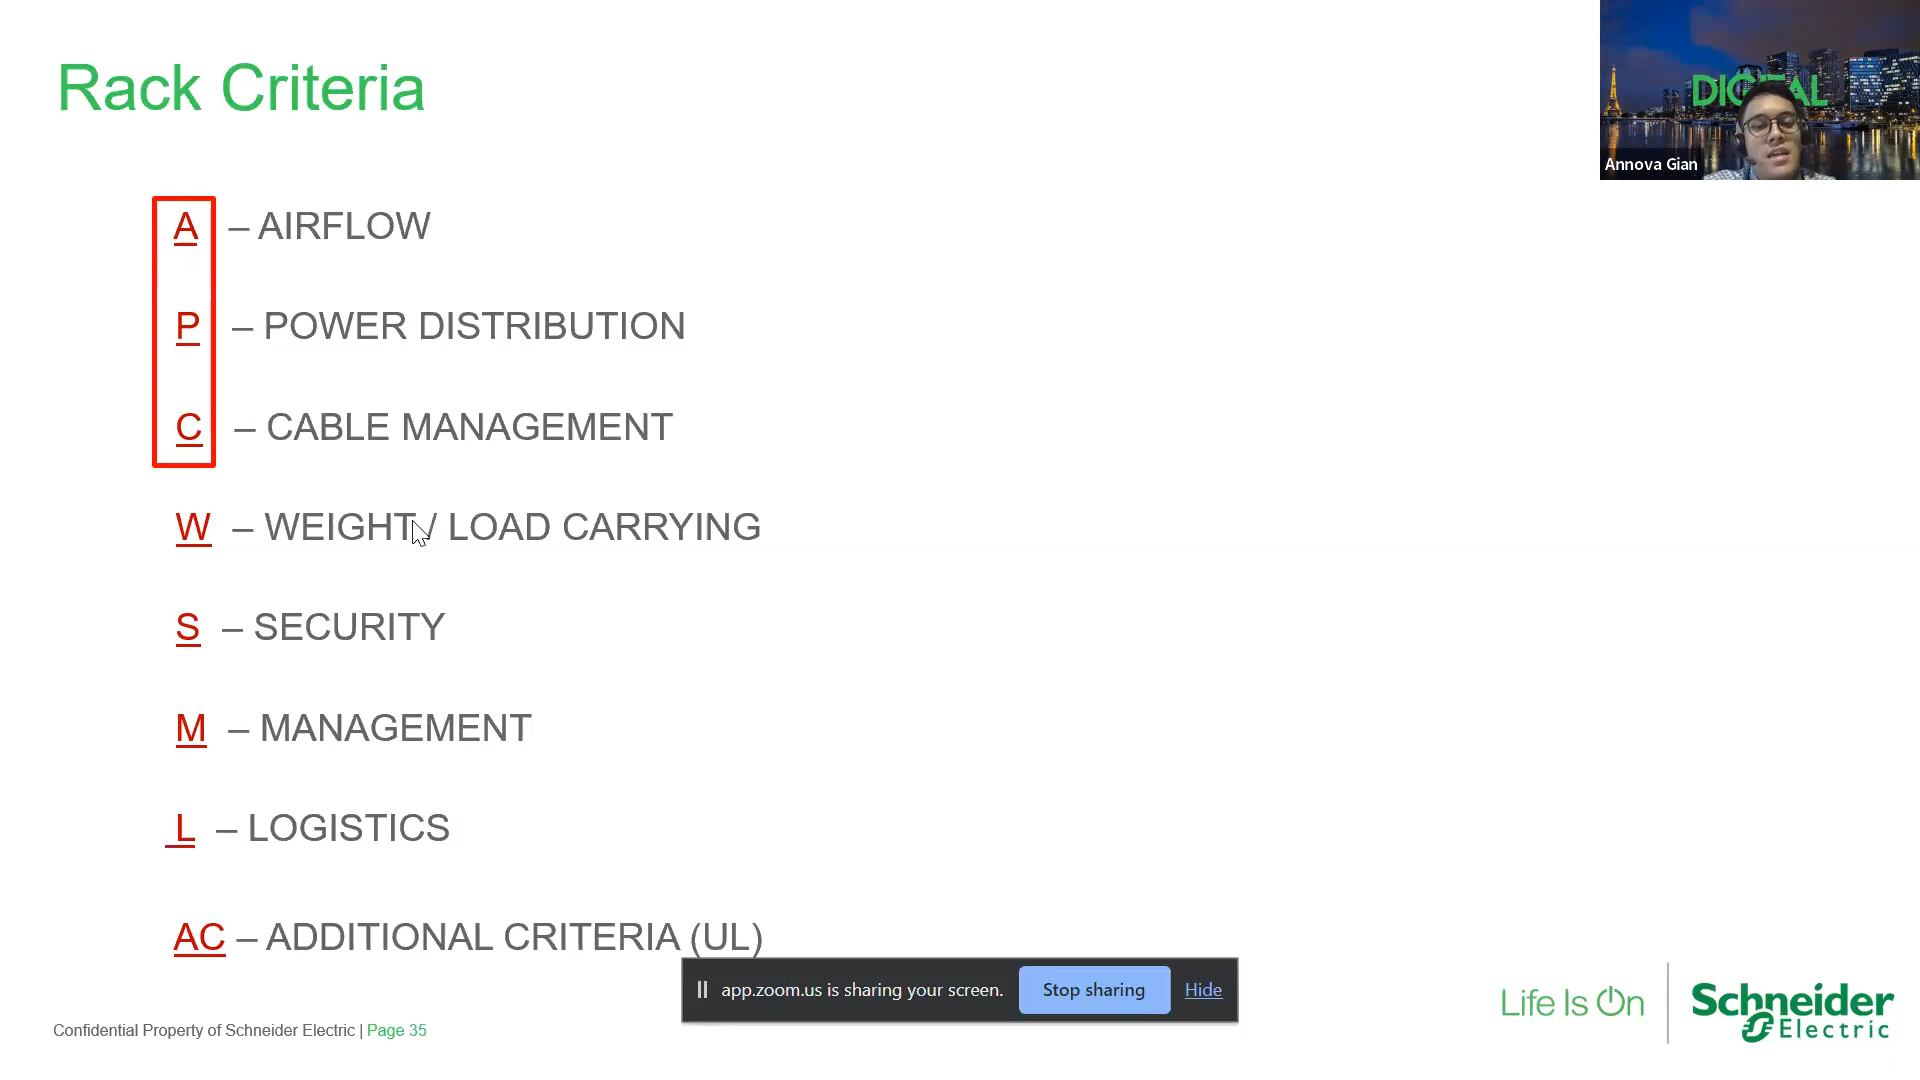 Rack Criteria
DIGITAL
Annova Gian
A – AIRFLOW
P – POWER DISTRIBUTION
C – CABLE MANAGEMENT
W – WEIGHT / LOAD CARRYING
S – SECURITY
M – MANAGEMENT
L – LOGISTICS
AC – ADDITIONAL CRITERIA (UL)
app.zoom.us is sharing your screen. Stop sharing Hide
Confidential Property of Schneider Electric | Page 35
Life Is On
Schneider
Electric